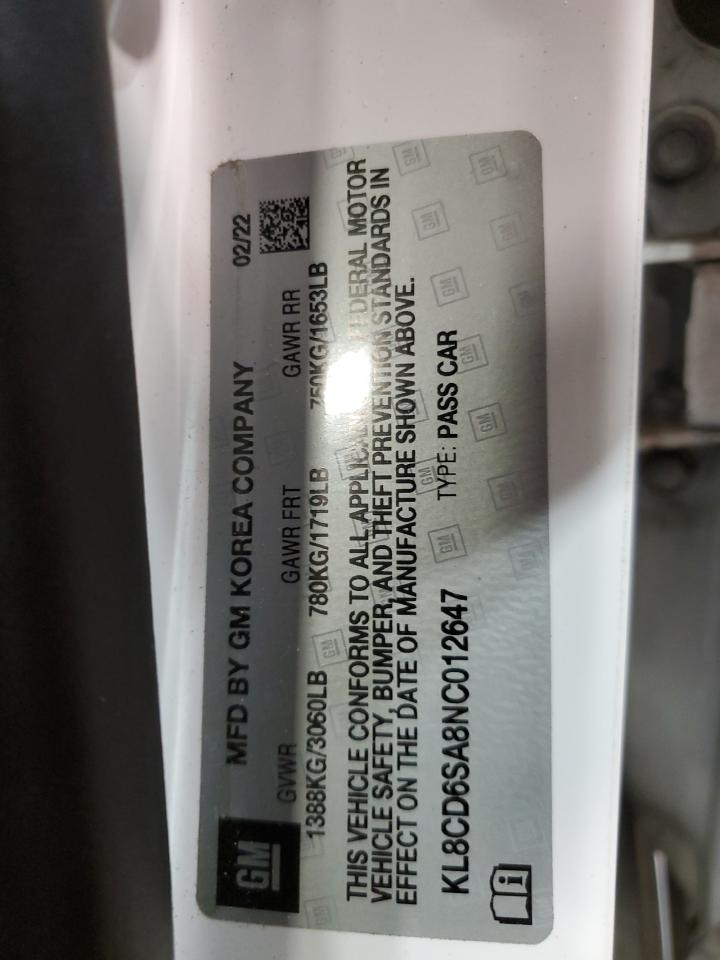 GM
MFD BY GM KOREA COMPANY 02/22
GVWR GAWR FRT GAWR RR
1388KG/3060LB 780KG/1719LB 750KG/1653LB
THIS VEHICLE CONFORMS TO ALL FEDERAL MOTOR
VEHICLE SAFETY, BUMPER, AND THEFT PREVENTION STANDARDS IN
EFFECT ON THE DATE OF MANUFACTURE SHOWN ABOVE.
KL8CD6SA8NC012647 TYPE: PASS CAR